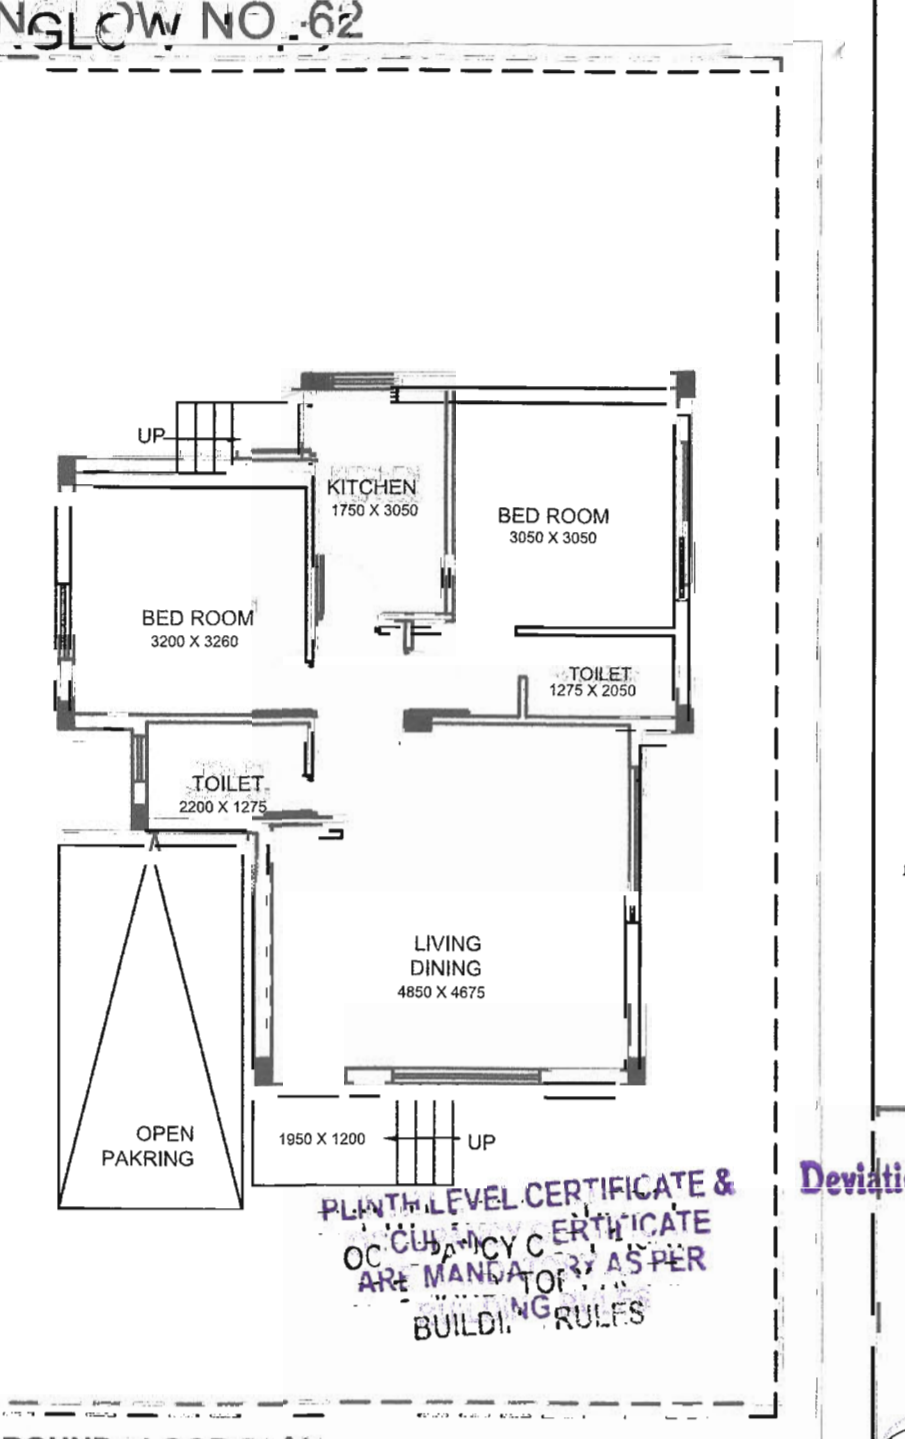 NGLOW NO :62
UP
KITCHEN
1750 X 3050
BED ROOM
3050 X 3050
BED ROOM
3200 X 3260
TOILET
1275 X 2050
TOILET
2200 X 1275
LIVING
DINING
4850 X 4675
OPEN
PAKRING
1950 X 1200
UP
PLINTH LEVEL CERTIFICATE &
OCCUPANCY CERTIFICATE
ARE MANDATORY AS PER
BUILDING RULES
Deviati